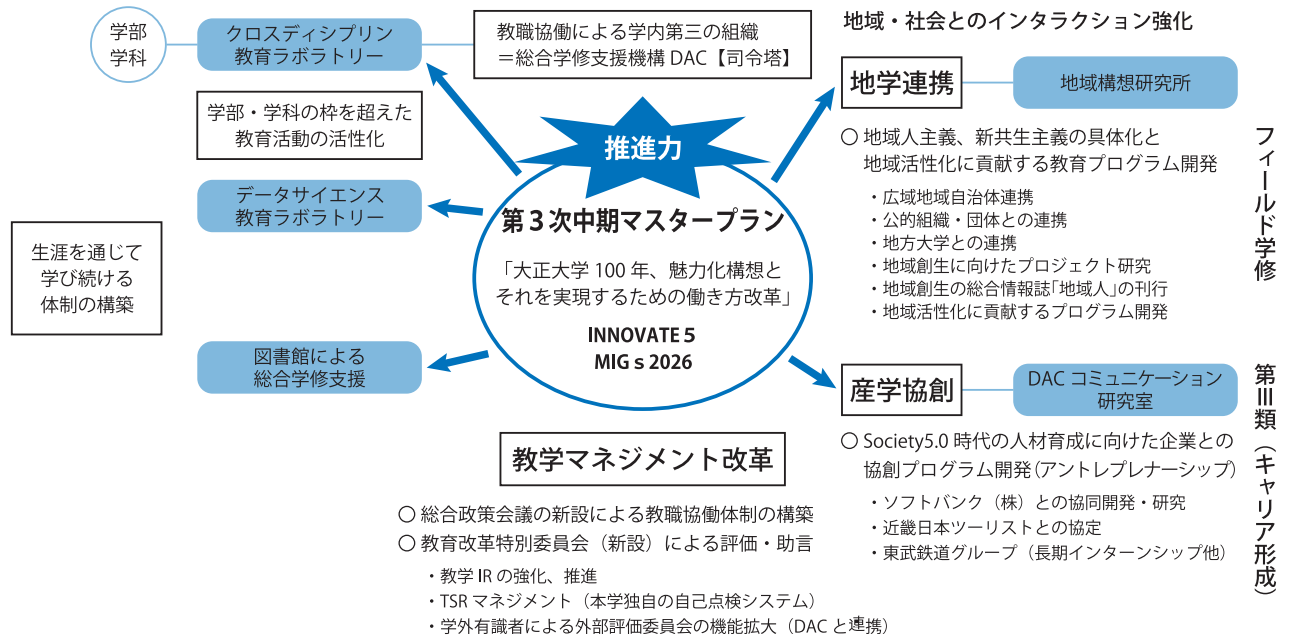 学部
学科
クロスディシプリン
教育ラボラトリー
教職協働による学内第三の組織
＝総合学修支援機構 DAC【司令塔】
学部・学科の枠を超えた
教育活動の活性化
データサイエンス
教育ラボラトリー
生涯を通じて
学び続ける
体制の構築
図書館による
総合学修支援
推進力
第３次中期マスタープラン
「大正大学 100 年、魅力化構想と
それを実現するための働き方改革」
INNOVATE 5
MIG s 2026
地域・社会とのインタラクション強化
地学連携
地域構想研究所
○ 地域人主義、新共生主義の具体化と
地域活性化に貢献する教育プログラム開発
・広域地域自治体連携
・公的組織・団体との連携
・地方大学との連携
・地域創生に向けたプロジェクト研究
・地域創生の総合情報誌「地域人」の刊行
・地域活性化に貢献するプログラム開発
フィールド学修
産学協創
DAC コミュニケーション
研究室
○ Society5.0 時代の人材育成に向けた企業との
協創プログラム開発（アントレプレナーシップ）
・ソフトバンク（株）との協同開発・研究
・近畿日本ツーリストとの協定
・東武鉄道グループ（長期インターンシップ他）
第Ⅲ類（キャリア形成）
教学マネジメント改革
○ 総合政策会議の新設による教職協働体制の構築
○ 教育改革特別委員会（新設）による評価・助言
・教学 IR の強化、推進
・TSR マネジメント（本学独自の自己点検システム）
・学外有識者による外部評価委員会の機能拡大（DAC と連携）